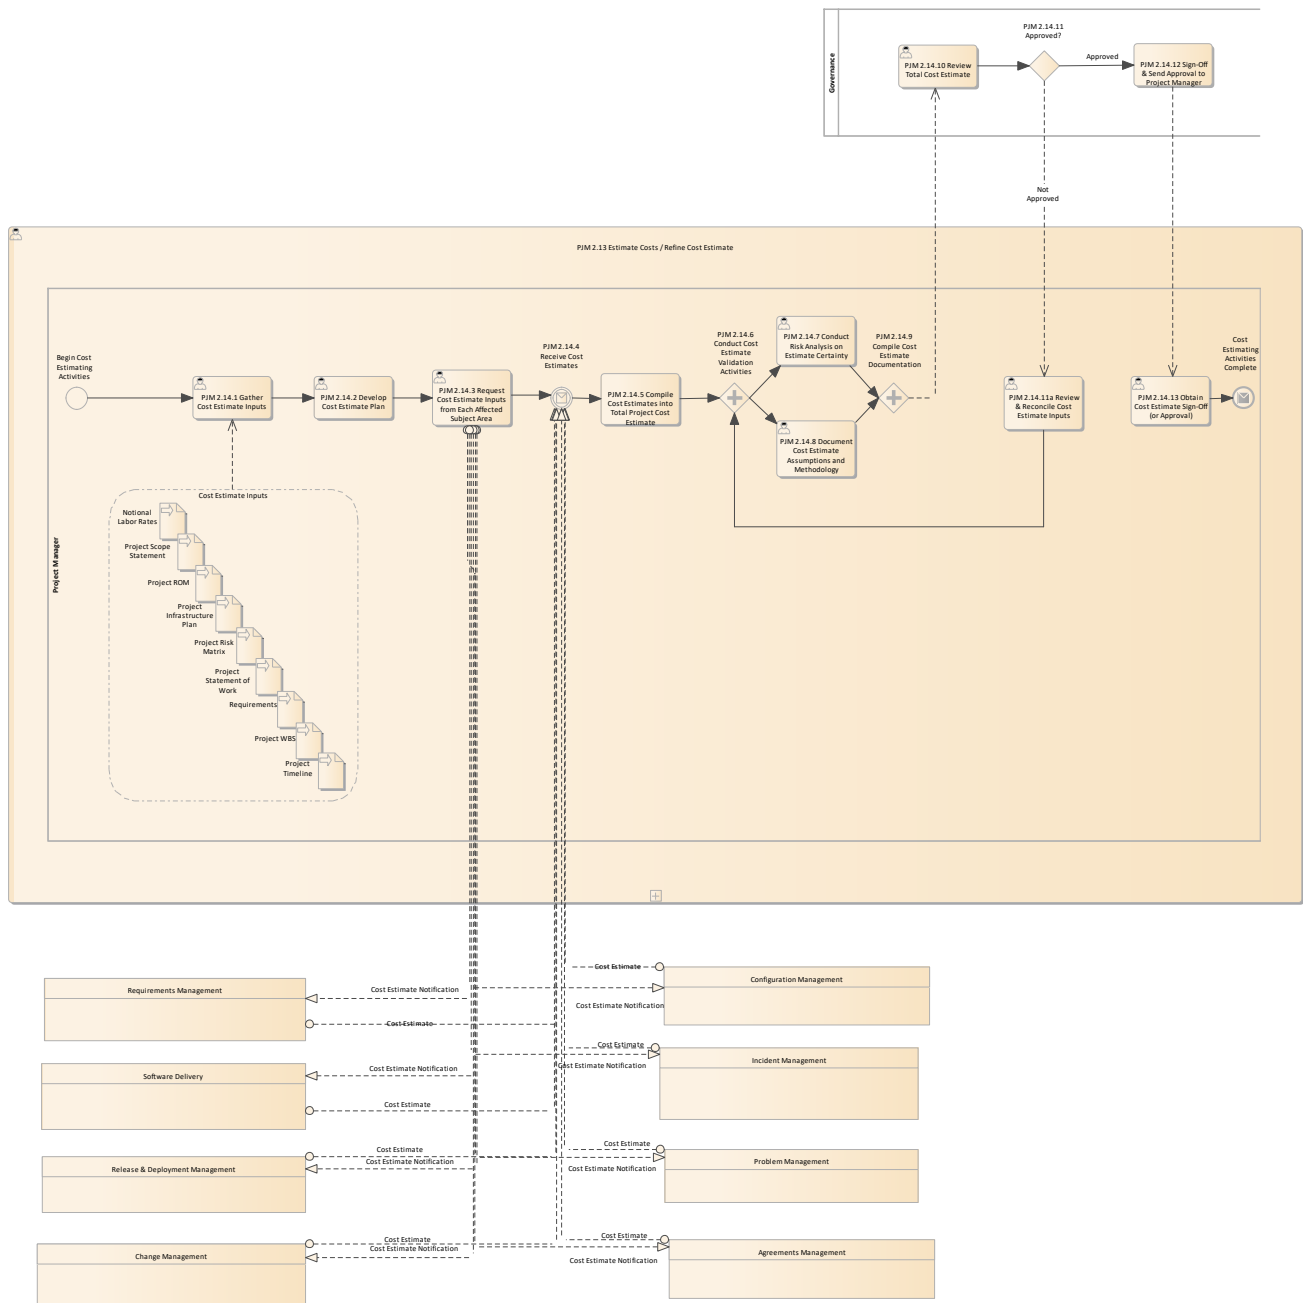 PJM 2.14.11
Approved?
Governance
PJM 2.14.10 Review
Total Cost Estimate
Approved
PJM 2.14.12 Sign-Off
& Send Approval to
Project Manager
Not
Approved
PJM 2.13 Estimate Costs / Refine Cost Estimate
Project Manager
Begin Cost
Estimating
Activities
PJM 2.14.1 Gather
Cost Estimate Inputs
PJM 2.14.2 Develop
Cost Estimate Plan
PJM 2.14.3 Request
Cost Estimate Inputs
from Each Affected
Subject Area
PJM 2.14.4
Receive Cost
Estimates
PJM 2.14.5 Compile
Cost Estimates into
Total Project Cost
Estimate
PJM 2.14.6
Conduct Cost
Estimate
Validation
Activities
PJM 2.14.7 Conduct
Risk Analysis on
Estimate Certainty
PJM 2.14.8 Document
Cost Estimate
Assumptions and
Methodology
PJM 2.14.9
Compile Cost
Estimate
Documentation
PJM 2.14.11a Review
& Reconcile Cost
Estimate Inputs
PJM 2.14.13 Obtain
Cost Estimate Sign-Off
(or Approval)
Cost
Estimating
Activities
Complete
Cost Estimate Inputs
Notional
Labor Rates
Project Scope
Statement
Project ROM
Project
Infrastructure
Plan
Project Risk
Matrix
Project
Statement of
Work
Requirements
Project WBS
Project
Timeline
Requirements Management
Cost Estimate Notification
Cost Estimate
Cost Estimate
Configuration Management
Cost Estimate Notification
Software Delivery
Cost Estimate Notification
Cost Estimate
Cost Estimate
Incident Management
Cost Estimate Notification
Release & Deployment Management
Cost Estimate
Cost Estimate Notification
Cost Estimate
Problem Management
Cost Estimate Notification
Change Management
Cost Estimate
Cost Estimate Notification
Cost Estimate
Agreements Management
Cost Estimate Notification